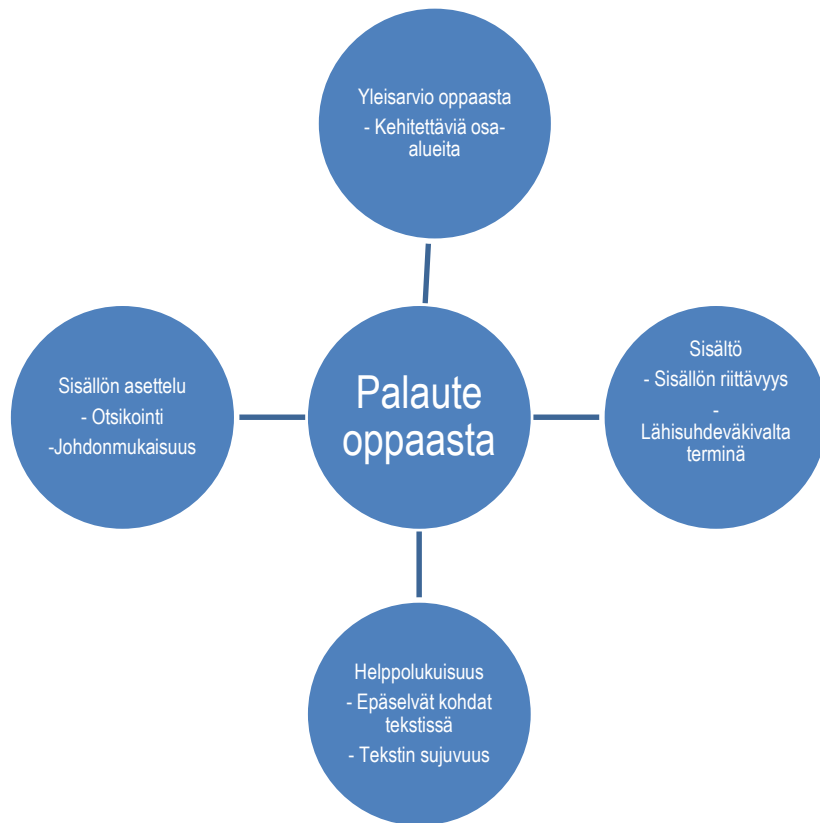 Yleisarvio oppaasta
- Kehitettäviä osa-
alueita
Sisällön asettelu
- Otsikointi
-Johdonmukaisuus
Palaute
oppaasta
Sisältö
- Sisällön riittävyys
-
Lähisuhdeväkivalta
terminä
Helppolukuisuus
- Epäselvät kohdat
tekstissä
- Tekstin sujuvuus